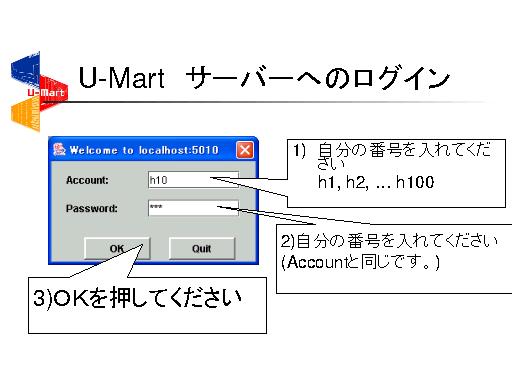 U-Mart
U-Mart サーバーへのログイン
Welcome to localhost:5010
Account:
h10
Password:
***
OK
Quit
1) 自分の番号を入れてくだ
さい
h1, h2, ... h100
2)自分の番号を入れてください
(Accountと同じです。)
3)OKを押してください